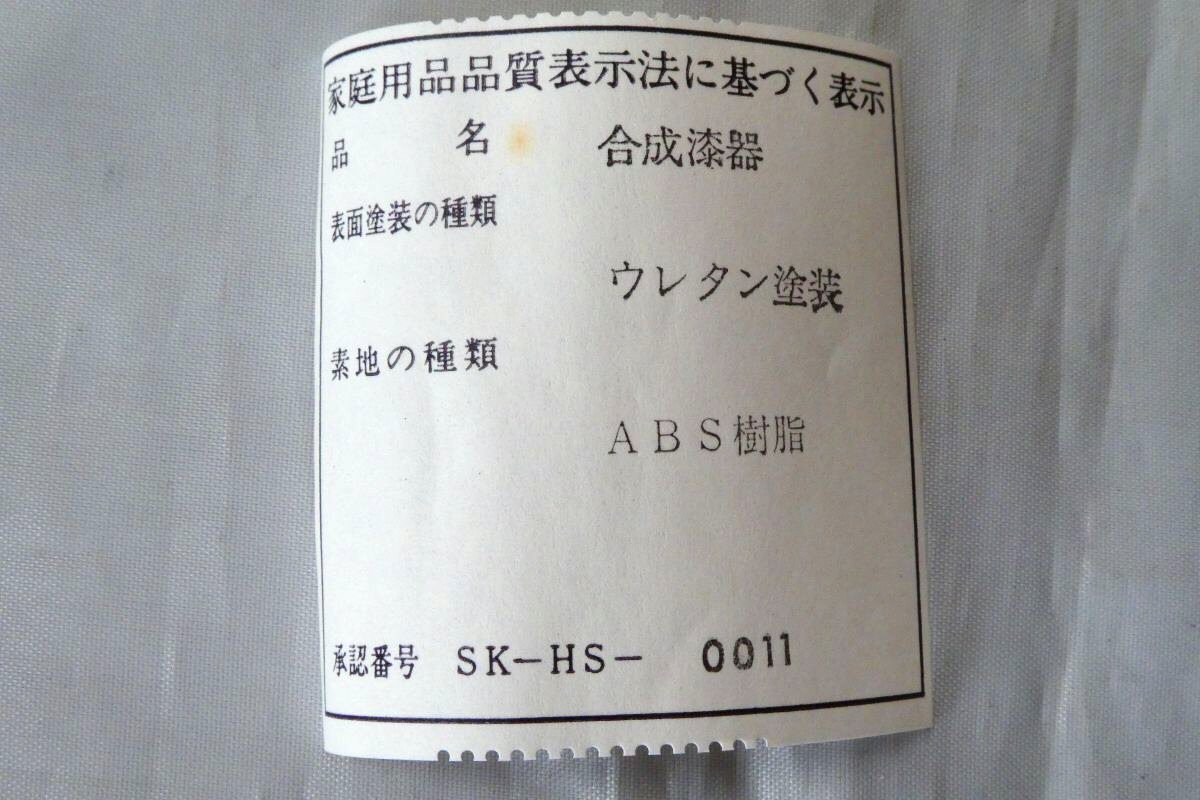 家庭用品品質表示法に基づく表示
品名 合成漆器
表面塗装の種類
ウレタン塗装
素地の種類
ABS樹脂
承認番号 SK-HS- 0011